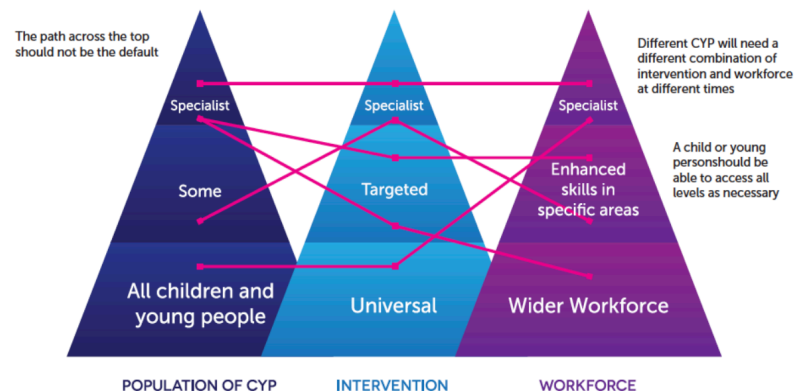 The path across the top
should not be the default
Different CYP will need a
different combination of
intervention and workforce
at different times
Specialist
Specialist
Specialist
A child or young
personshould be
able to access all
levels as necessary
Some
Targeted
Enhanced
skills in
specific areas
All children and
young people
Universal
Wider Workforce
POPULATION OF CYP
INTERVENTION
WORKFORCE